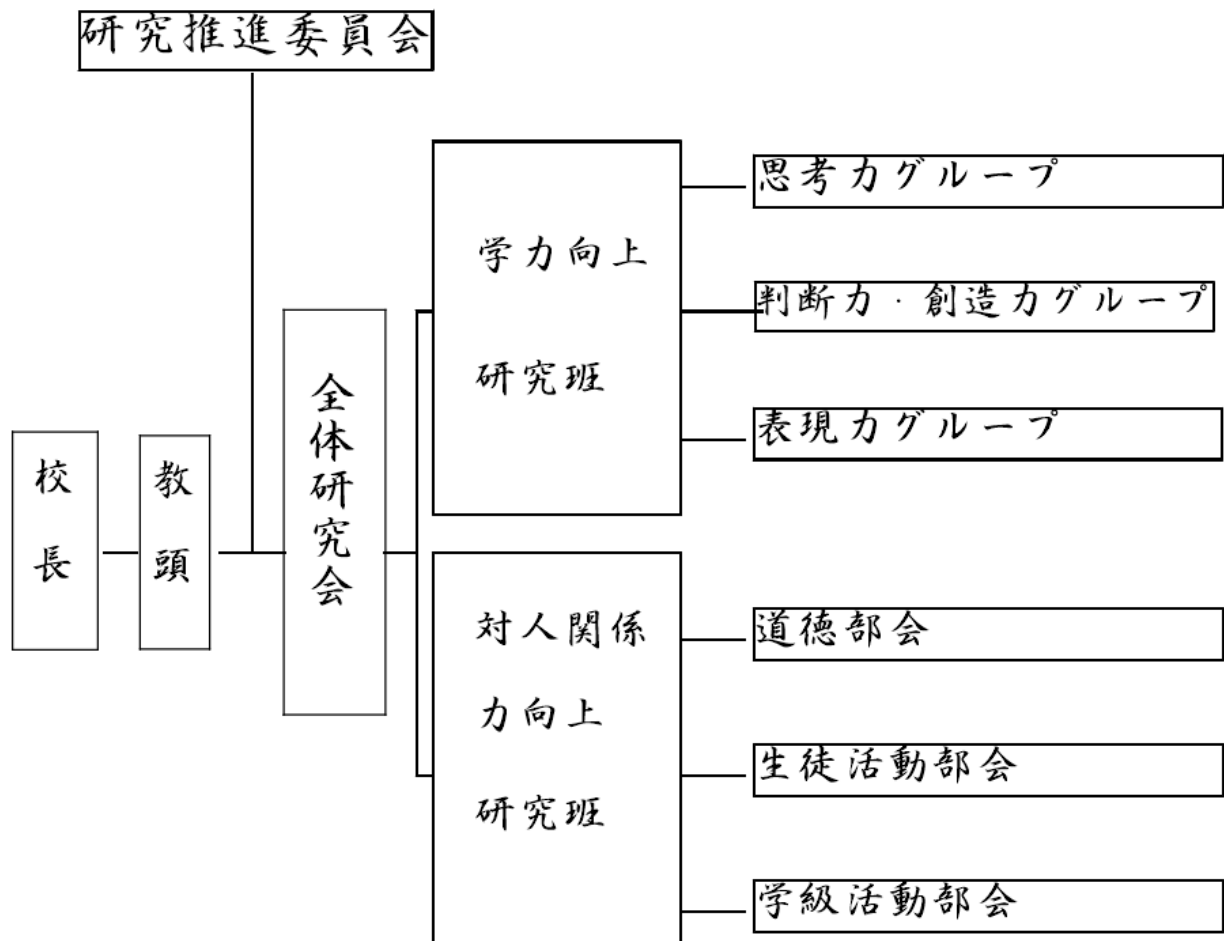 研究推進委員会
校長
教頭
全体研究会
学力向上
研究班
思考力グループ
判断力・創造力グループ
表現力グループ
対人関係
力向上
研究班
道徳部会
生徒活動部会
学級活動部会